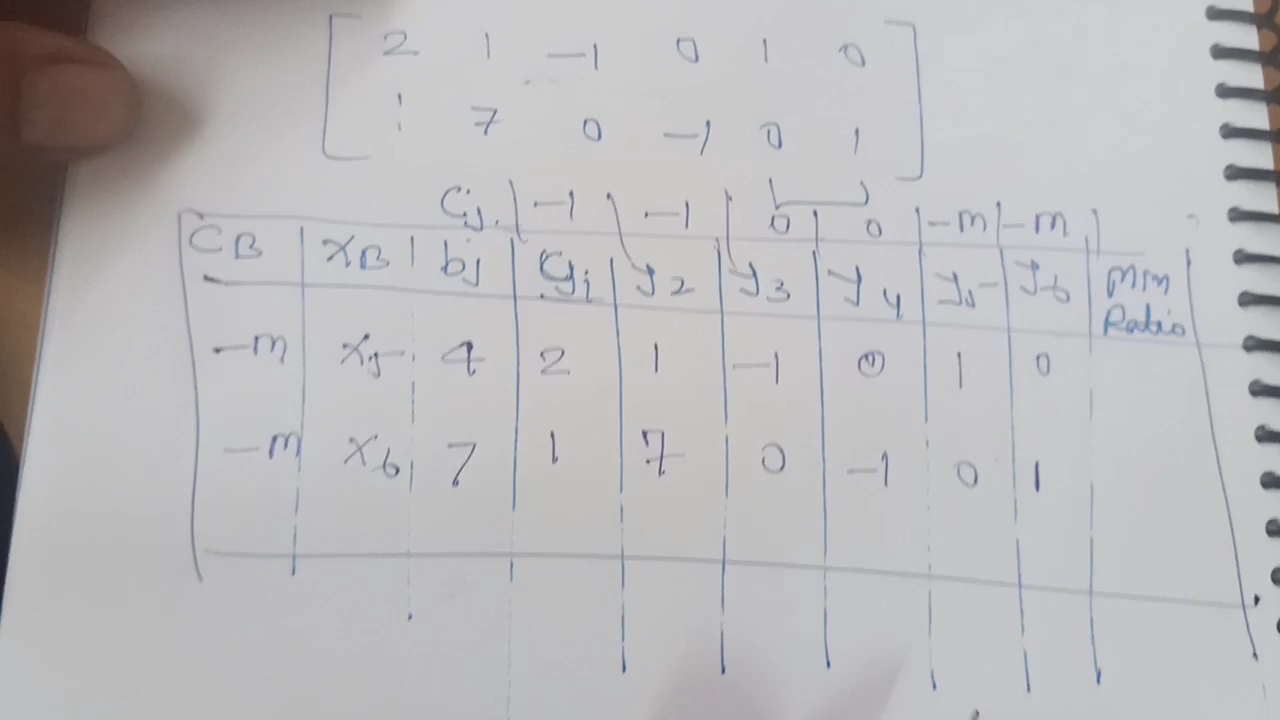 2 1 -1 0 1 0
1 7 0 -1 0 1
Cj -1 -1 0 0 -M -M
CB XB bj y1 y2 y3 y4 y5 y6 Min Ratio
-M x5 4 2 1 -1 0 1 0
-M x6 7 1 7 0 -1 0 1